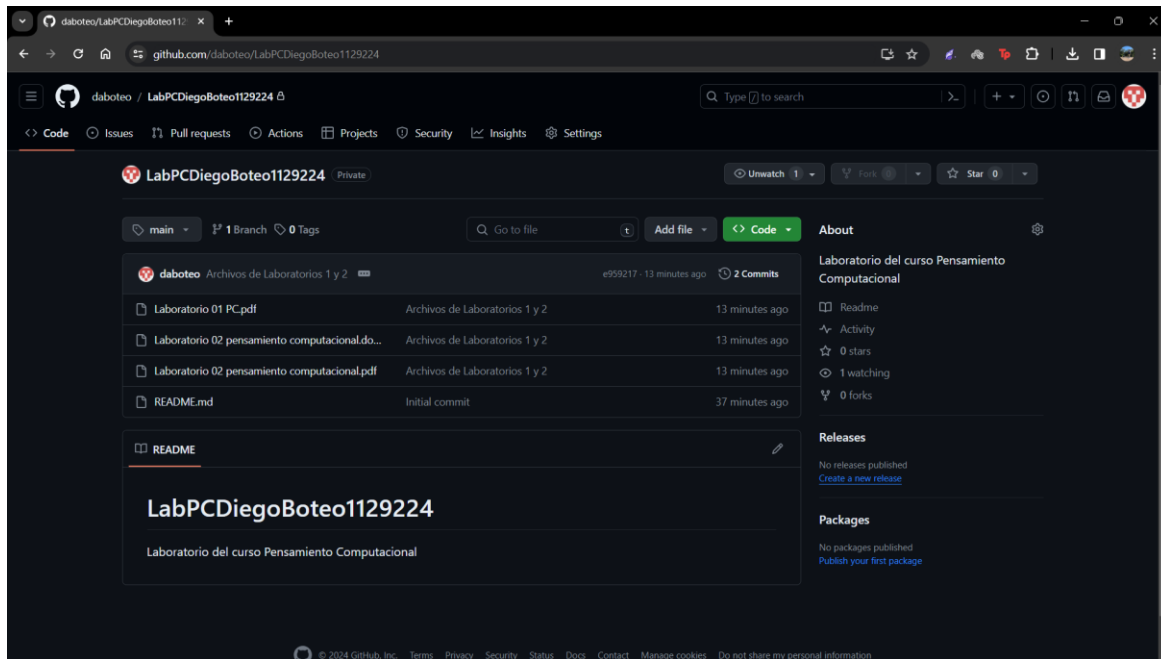 daboteo/LabPCDiegoBoteo112
github.com/daboteo/LabPCDiegoBoteo1129224
daboteo / LabPCDiegoBoteo1129224
Type / to search
Code Issues Pull requests Actions Projects Security Insights Settings
LabPCDiegoBoteo1129224 Private
Unwatch 1 Fork 0 Star 0
main 1 Branch 0 Tags Go to file t Add file Code
About
daboteo Archivos de Laboratorios 1 y 2 e959217 · 13 minutes ago 2 Commits
Laboratorio 01 PC.pdf Archivos de Laboratorios 1 y 2 13 minutes ago
Laboratorio 02 pensamiento computacional.do... Archivos de Laboratorios 1 y 2 13 minutes ago
Laboratorio 02 pensamiento computacional.pdf Archivos de Laboratorios 1 y 2 13 minutes ago
README.md Initial commit 37 minutes ago
Laboratorio del curso Pensamiento
Computacional
Readme
Activity
0 stars
1 watching
0 forks
README
LabPCDiegoBoteo1129224
Laboratorio del curso Pensamiento Computacional
Releases
No releases published
Create a new release
Packages
No packages published
Publish your first package
© 2024 GitHub, Inc. Terms Privacy Security Status Docs Contact Manage cookies Do not share my personal information